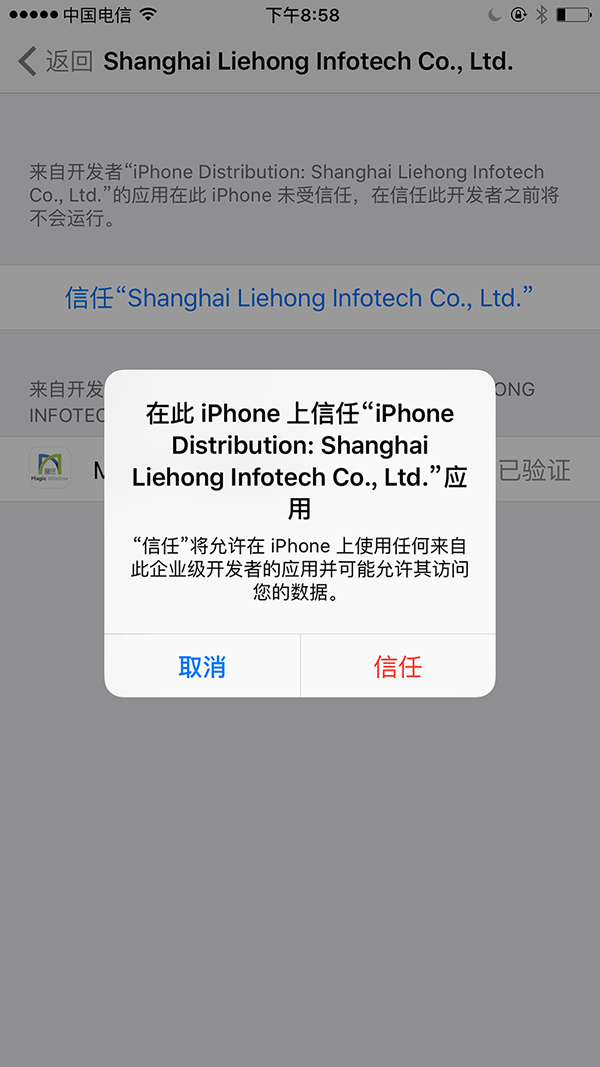 中国电信 下午8:58
返回 Shanghai Liehong Infotech Co., Ltd.
来自开发者“iPhone Distribution: Shanghai Liehong Infotech
Co., Ltd.”的应用在此 iPhone 未受信任，在信任此开发者之前将
不会运行。
信任“Shanghai Liehong Infotech Co., Ltd.”
来自开发 ONG
INFOTEC
在此 iPhone 上信任“iPhone
Distribution: Shanghai
Liehong Infotech Co., Ltd.”应
用
“信任”将允许在 iPhone 上使用任何来自
此企业级开发者的应用并可能允许其访问
您的数据。
Magic Window M 已验证
取消 信任